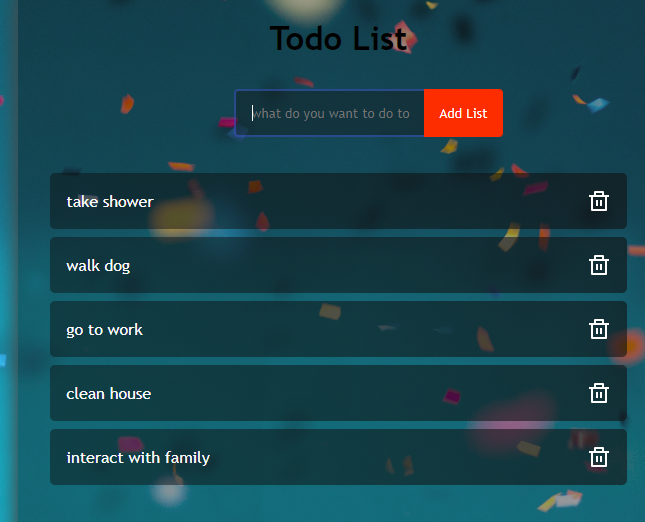 Todo List
what do you want to do to
Add List
take shower
walk dog
go to work
clean house
interact with family